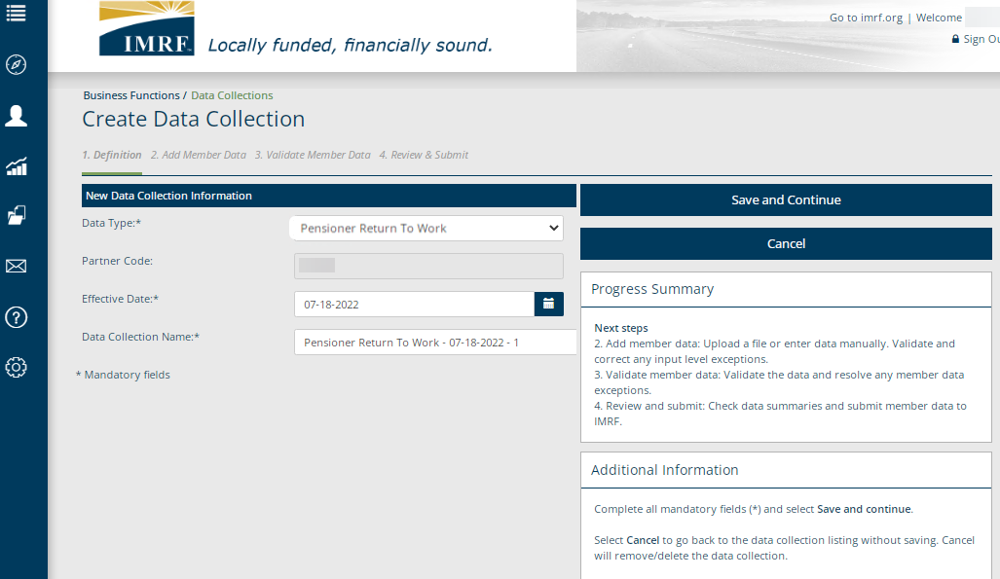 IMRF
Locally funded, financially sound.
Go to imrf.org | Welcome
Sign Ou
Business Functions / Data Collections
Create Data Collection
1. Definition 2. Add Member Data 3. Validate Member Data 4. Review & Submit
New Data Collection Information
Data Type:*
Pensioner Return To Work
Partner Code:
Effective Date:*
07-18-2022
Data Collection Name:*
Pensioner Return To Work - 07-18-2022 - 1
* Mandatory fields
Save and Continue
Cancel
Progress Summary
Next steps
2. Add member data: Upload a file or enter data manually. Validate and
correct any input level exceptions.
3. Validate member data: Validate the data and resolve any member data
exceptions.
4. Review and submit: Check data summaries and submit member data to
IMRF.
Additional Information
Complete all mandatory fields (*) and select Save and continue.
Select Cancel to go back to the data collection listing without saving. Cancel
will remove/delete the data collection.